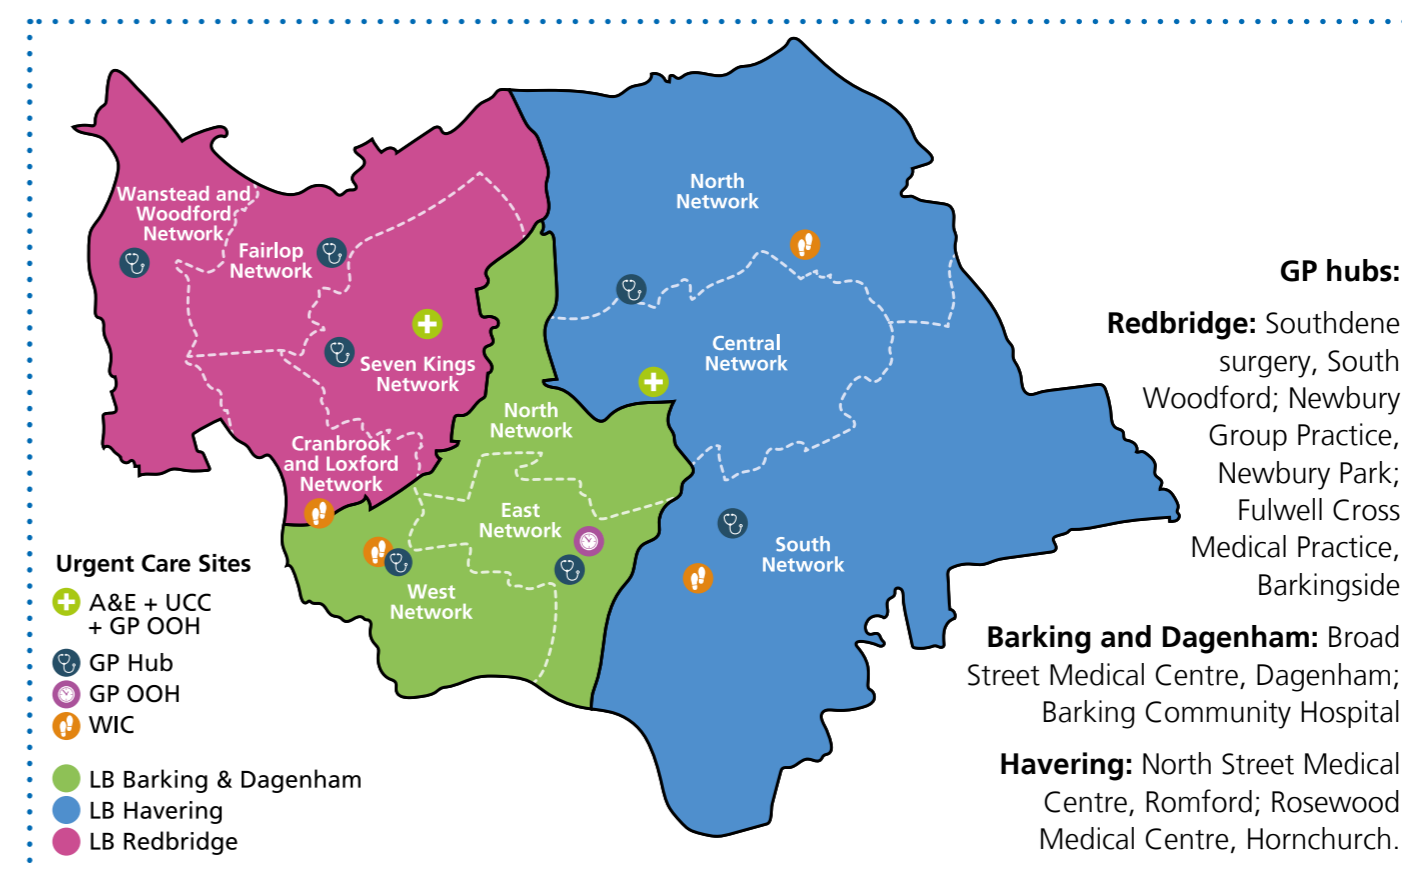 Wanstead and
Woodford
Network
Fairlop
Network
Seven Kings
Network
Cranbrook
and Loxford
Network
North
Network
Central
Network
South
Network
North
Network
East
Network
West
Network
Urgent Care Sites
A&E + UCC
+ GP OOH
GP Hub
GP OOH
WIC
LB Barking & Dagenham
LB Havering
LB Redbridge
GP hubs:
Redbridge: Southdene
surgery, South
Woodford; Newbury
Group Practice,
Newbury Park;
Fulwell Cross
Medical Practice,
Barkingside
Barking and Dagenham: Broad
Street Medical Centre, Dagenham;
Barking Community Hospital
Havering: North Street Medical
Centre, Romford; Rosewood
Medical Centre, Hornchurch.